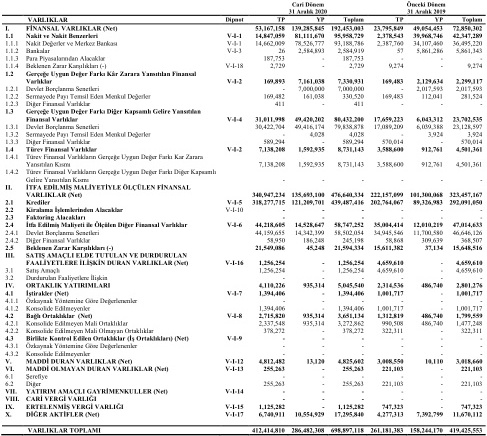 Cari Dönem Önceki Dönem
31 Aralık 2020 31 Aralık 2019
VARLIKLAR Dipnot TP YP Toplam TP YP Toplam
I. FİNANSAL VARLIKLAR (Net) 53,167,158 139,285,845 192,453,003 23,795,849 49,054,453 72,850,302
1.1 Nakit ve Nakit Benzerleri V-I-1 14,847,059 81,111,670 95,958,729 2,378,543 39,968,746 42,347,289
1.1.1 Nakit Değerler ve Merkez Bankası V-I-1 14,662,009 78,526,777 93,188,786 2,387,760 34,107,460 36,495,220
1.1.2 Bankalar V-I-3 26 2,584,893 2,584,919 57 5,861,286 5,861,343
1.1.3 Para Piyasalarından Alacaklar 187,753 - 187,753 - - -
1.1.4 Beklenen Zarar Karşılıkları (-) V-I-18 2,729 - 2,729 9,274 - 9,274
1.2 Gerçeğe Uygun Değer Farkı Kâr Zarara Yansıtılan Finansal
Varlıklar V-I-2 169,893 7,161,038 7,330,931 169,483 2,129,634 2,299,117
1.2.1 Devlet Borçlanma Senetleri - 7,000,000 7,000,000 - 2,017,593 2,017,593
1.2.2 Sermayede Payı Temsil Eden Menkul Değerler 169,482 161,038 330,520 169,483 112,041 281,524
1.2.3 Diğer Finansal Varlıklar 411 - 411 - - -
1.3 Gerçeğe Uygun Değer Farkı Diğer Kapsamlı Gelire Yansıtılan
Finansal Varlıklar V-I-4 31,011,998 49,420,202 80,432,200 17,659,223 6,043,312 23,702,535
1.3.1 Devlet Borçlanma Senetleri 30,422,704 49,416,174 79,838,878 17,089,209 6,039,388 23,128,597
1.3.2 Sermayede Payı Temsil Eden Menkul Değerler - 4,028 4,028 - 3,924 3,924
1.3.3 Diğer Finansal Varlıklar 589,294 - 589,294 570,014 - 570,014
1.4 Türev Finansal Varlıklar V-I-2 7,138,208 1,592,935 8,731,143 3,588,600 912,761 4,501,361
1.4.1 Türev Finansal Varlıkların Gerçeğe Uygun Değer Farkı Kar Zarara
Yansıtılan Kısmı 7,138,208 1,592,935 8,731,143 3,588,600 912,761 4,501,361
1.4.2 Türev Finansal Varlıkların Gerçeğe Uygun Değer Farkı Diğer Kapsamlı
Gelire Yansıtılan Kısmı - - - - - -
II. İTFA EDİLMİŞ MALİYETİYLE ÖLÇÜLEN FİNANSAL
VARLIKLAR (Net) 340,947,234 135,693,100 476,640,334 222,157,099 101,300,068 323,457,167
2.1 Krediler V-I-5 318,277,715 121,209,701 439,487,416 202,764,067 89,326,983 292,091,050
2.2 Kiralama İşlemlerinden Alacaklar V-I-10 - - - - - -
2.3 Faktoring Alacakları - - - - - -
2.4 İtfa Edilmiş Maliyeti ile Ölçülen Diğer Finansal Varlıklar V-I-6 44,218,605 14,528,647 58,747,252 35,004,414 12,010,219 47,014,633
2.4.1 Devlet Borçlanma Senetleri 44,159,655 14,342,399 58,502,054 34,945,546 11,700,580 46,646,126
2.4.2 Diğer Finansal Varlıklar 58,950 186,248 245,198 58,868 309,639 368,507
2.5 Beklenen Zarar Karşılıkları (-) 21,549,086 45,248 21,594,334 15,611,382 37,134 15,648,516
III. SATIŞ AMAÇLI ELDE TUTULAN VE DURDURULAN
FAALİYETLERE İLİŞKİN DURAN VARLIKLAR (Net) V-I-16 1,256,254 - 1,256,254 4,659,610 - 4,659,610
3.1 Satış Amaçlı 1,256,254 - 1,256,254 4,659,610 - 4,659,610
3.2 Durdurulan Faaliyetlere İlişkin - - - - - -
IV. ORTAKLIK YATIRIMLARI 4,110,226 935,314 5,045,540 2,314,536 486,740 2,801,276
4.1 İştirakler (Net) V-I-7 1,394,406 - 1,394,406 1,001,717 - 1,001,717
4.1.1 Özkaynak Yöntemine Göre Değerlenenler - - - - - -
4.1.2 Konsolide Edilmeyenler 1,394,406 - 1,394,406 1,001,717 - 1,001,717
4.2 Bağlı Ortaklıklar (Net) V-I-8 2,715,820 935,314 3,651,134 1,312,819 486,740 1,799,559
4.2.1 Konsolide Edilmeyen Mali Ortaklıklar 2,337,548 935,314 3,272,862 990,508 486,740 1,477,248
4.2.2 Konsolide Edilmeyen Mali Olmayan Ortaklıklar 378,272 - 378,272 322,311 - 322,311
4.3 Birlikte Kontrol Edilen Ortaklıklar (İş Ortaklıkları) (Net) V-I-9 - - - - - -
4.3.1 Özkaynak Yöntemine Göre Değerlenenler - - - - - -
4.3.2 Konsolide Edilmeyenler - - - - - -
V. MADDİ DURAN VARLIKLAR (Net) V-I-12 4,812,482 13,120 4,825,602 3,008,550 10,110 3,018,660
VI. MADDİ OLMAYAN DURAN VARLIKLAR (Net) V-I-13 255,263 - 255,263 221,103 - 221,103
6.1 Şerefiye - - - - - -
6.2 Diğer 255,263 - 255,263 221,103 - 221,103
VII. YATIRIM AMAÇLI GAYRİMENKULLER (Net) V-I-14 - - - - - -
VIII. CARİ VERGİ VARLIĞI - - - - - -
IX. ERTELENMİŞ VERGİ VARLIĞI V-I-15 1,125,282 - 1,125,282 747,323 - 747,323
X. DİĞER AKTİFLER (Net) V-I-17 6,740,911 10,554,929 17,295,840 4,277,313 7,392,799 11,670,112
VARLIKLAR TOPLAMI 412,414,810 286,482,308 698,897,118 261,181,383 158,244,170 419,425,553